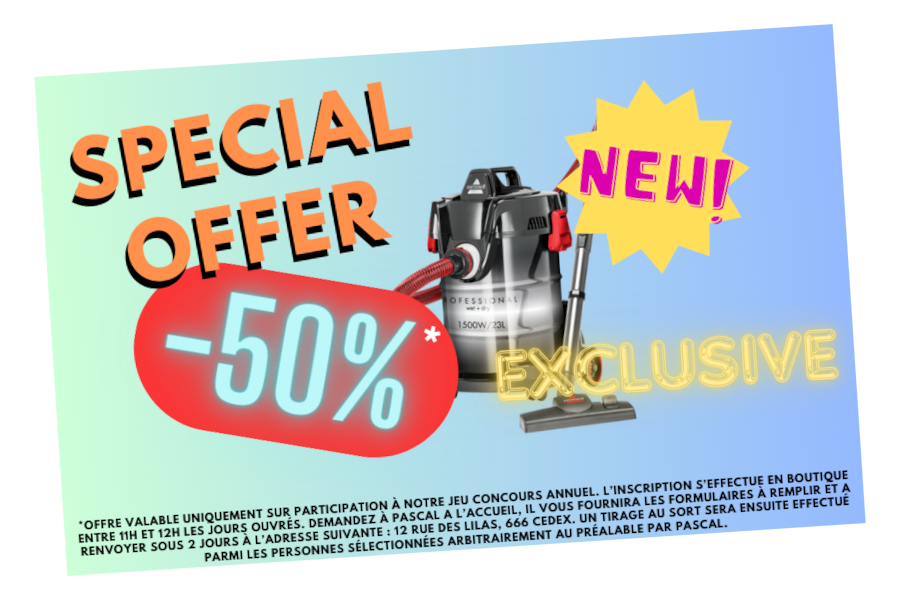 SPECIAL
OFFER
NEW!
-50%*
PROFESSIONAL
wet + dry
1500W/23L
EXCLUSIVE
*OFFRE VALABLE UNIQUEMENT SUR PARTICIPATION À NOTRE JEU CONCOURS ANNUEL. L'INSCRIPTION S'EFFECTUE EN BOUTIQUE
ENTRE 11H ET 12H LES JOURS OUVRÉS. DEMANDEZ À PASCAL A L'ACCUEIL, IL VOUS FOURNIRA LES FORMULAIRES À REMPLIR ET A
RENVOYER SOUS 2 JOURS À L'ADRESSE SUIVANTE : 12 RUE DES LILAS, 666 CEDEX. UN TIRAGE AU SORT SERA ENSUITE EFFECTUÉ
PARMI LES PERSONNES SÉLECTIONNÉES ARBITRAIREMENT AU PRÉALABLE PAR PASCAL.